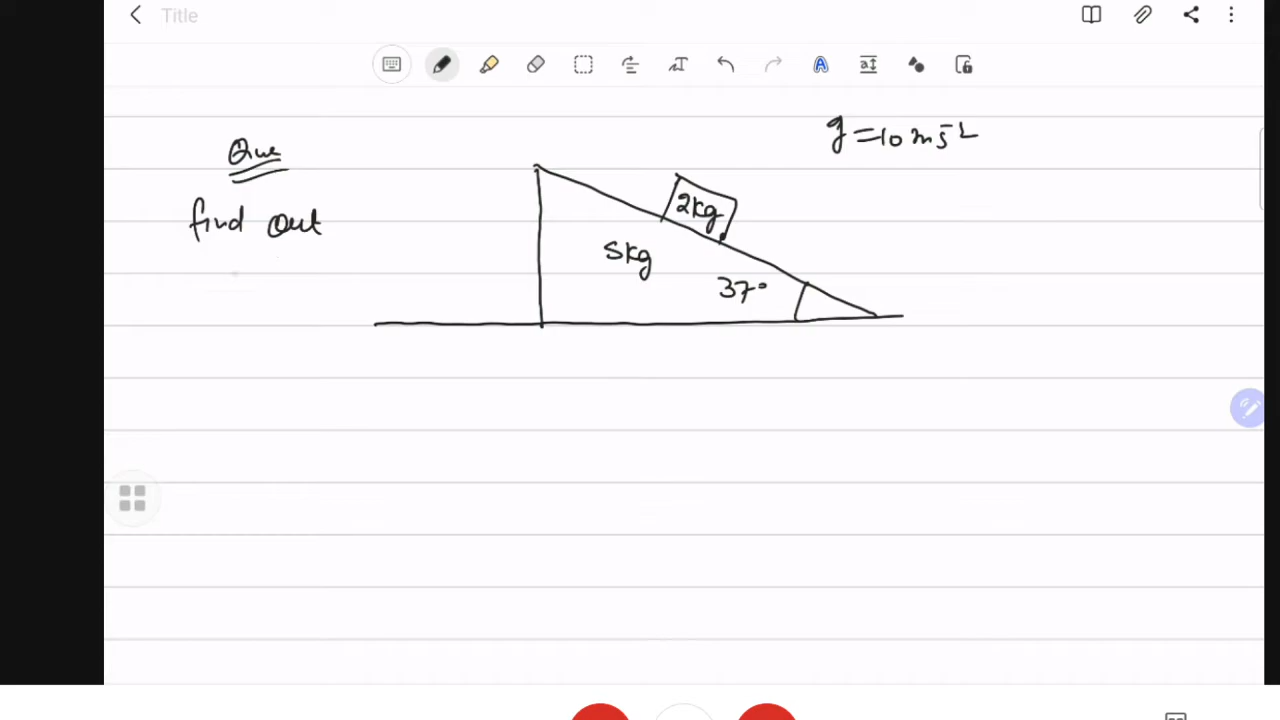 Title
Que
g = 10 ms⁻²
find out
2kg
5kg
37°